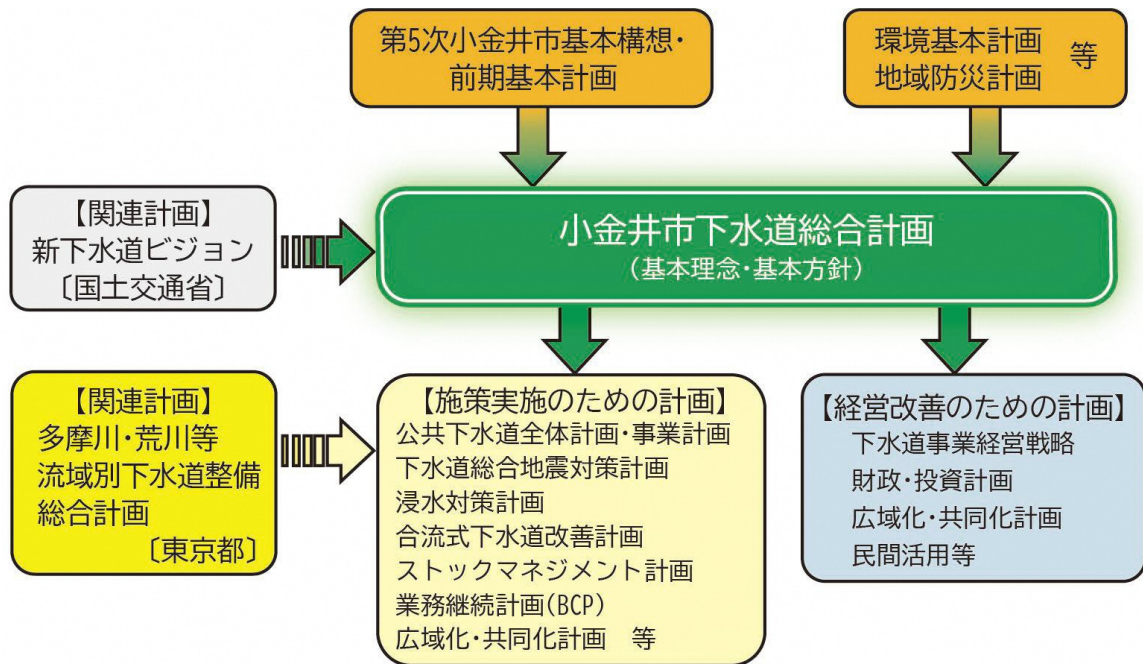 第5次小金井市基本構想・
前期基本計画
環境基本計画
地域防災計画 等
【関連計画】
新下水道ビジョン
〔国土交通省〕
小金井市下水道総合計画
(基本理念・基本方針)
【関連計画】
多摩川・荒川等
流域別下水道整備
総合計画
〔東京都〕
【施策実施のための計画】
公共下水道全体計画・事業計画
下水道総合地震対策計画
浸水対策計画
合流式下水道改善計画
ストックマネジメント計画
業務継続計画(BCP)
広域化・共同化計画 等
【経営改善のための計画】
下水道事業経営戦略
財政・投資計画
広域化・共同化計画
民間活用等